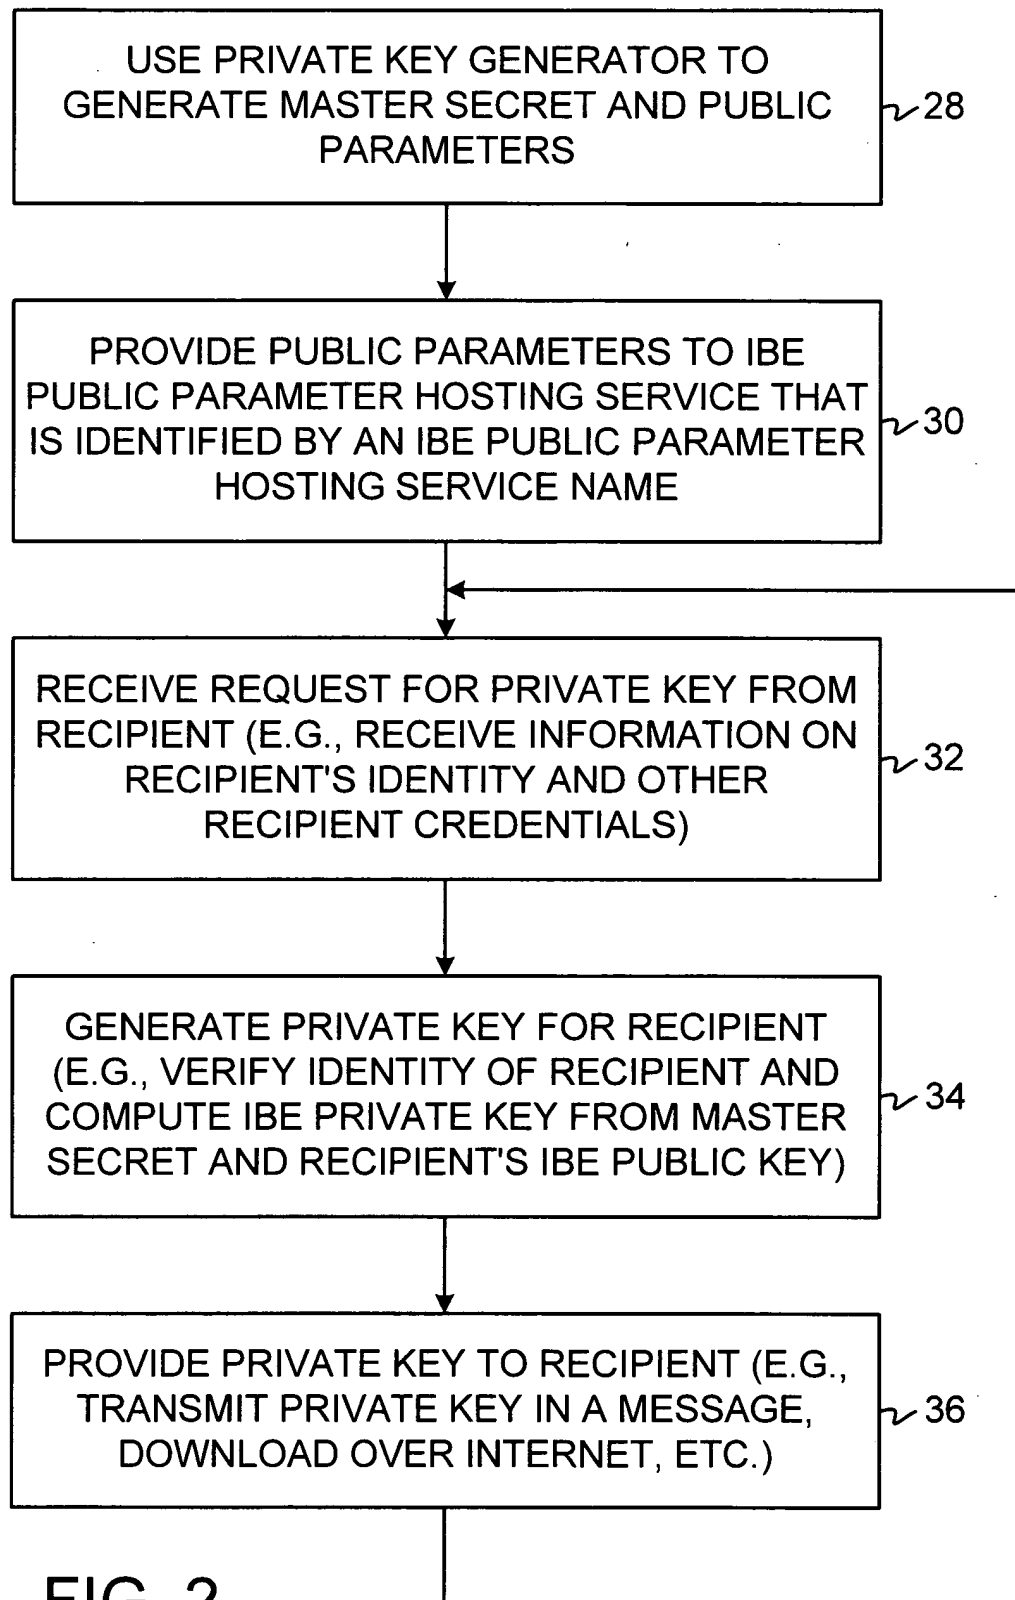 USE PRIVATE KEY GENERATOR TO
GENERATE MASTER SECRET AND PUBLIC
PARAMETERS
28
PROVIDE PUBLIC PARAMETERS TO IBE
PUBLIC PARAMETER HOSTING SERVICE THAT
IS IDENTIFIED BY AN IBE PUBLIC PARAMETER
HOSTING SERVICE NAME
30
RECEIVE REQUEST FOR PRIVATE KEY FROM
RECIPIENT (E.G., RECEIVE INFORMATION ON
RECIPIENT'S IDENTITY AND OTHER
RECIPIENT CREDENTIALS)
32
GENERATE PRIVATE KEY FOR RECIPIENT
(E.G., VERIFY IDENTITY OF RECIPIENT AND
COMPUTE IBE PRIVATE KEY FROM MASTER
SECRET AND RECIPIENT'S IBE PUBLIC KEY)
34
PROVIDE PRIVATE KEY TO RECIPIENT (E.G.,
TRANSMIT PRIVATE KEY IN A MESSAGE,
DOWNLOAD OVER INTERNET, ETC.)
36
FIG. 2